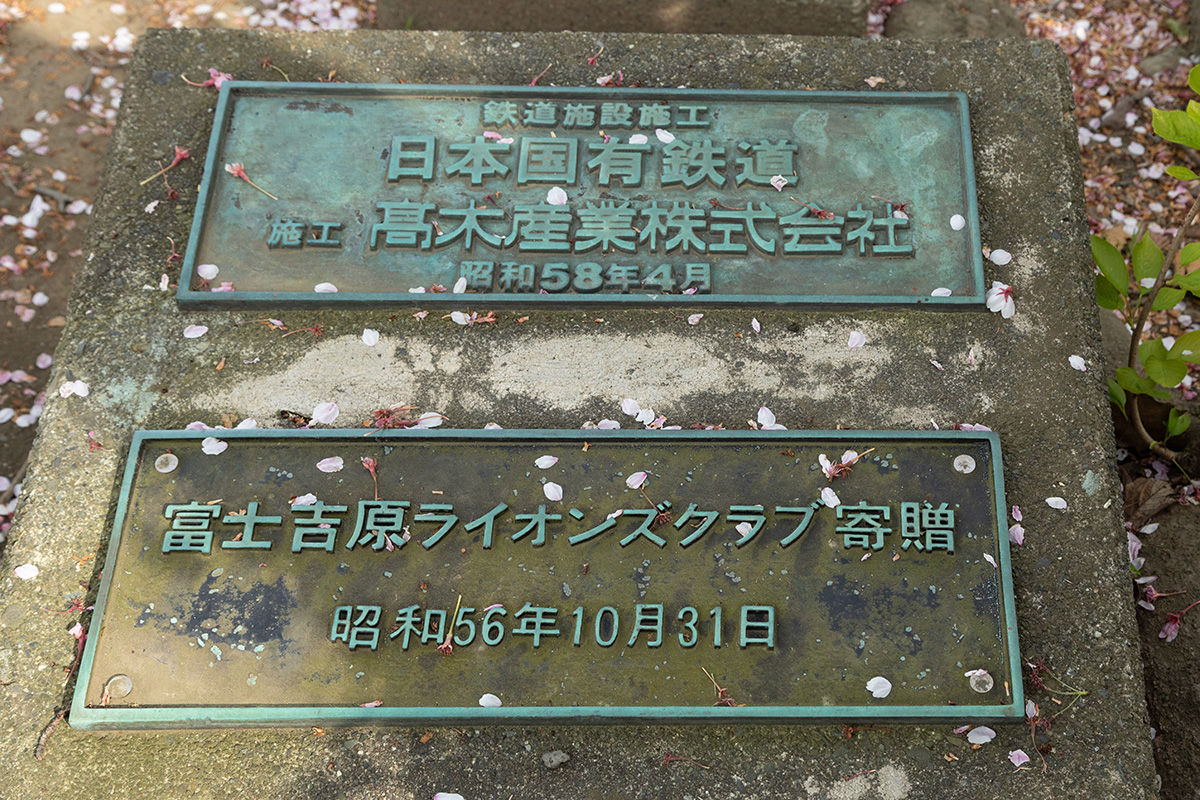 鉄道施設施工
日本国有鉄道
施工 髙木産業株式会社
昭和58年4月
富士吉原ライオンズクラブ寄贈
昭和56年10月31日